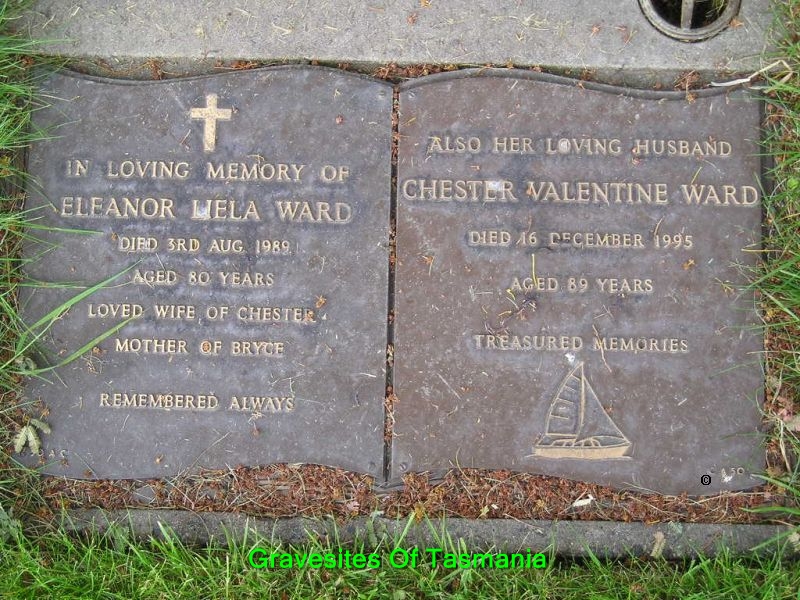 IN LOVING MEMORY OF
ELEANOR LIELA WARD
DIED 3RD AUG. 1989
AGED 80 YEARS
LOVED WIFE OF CHESTER
MOTHER OF BRYCE
REMEMBERED ALWAYS
ALSO HER LOVING HUSBAND
CHESTER VALENTINE WARD
DIED 16 DECEMBER 1995
AGED 89 YEARS
TREASURED MEMORIES
©
Gravesites Of Tasmania